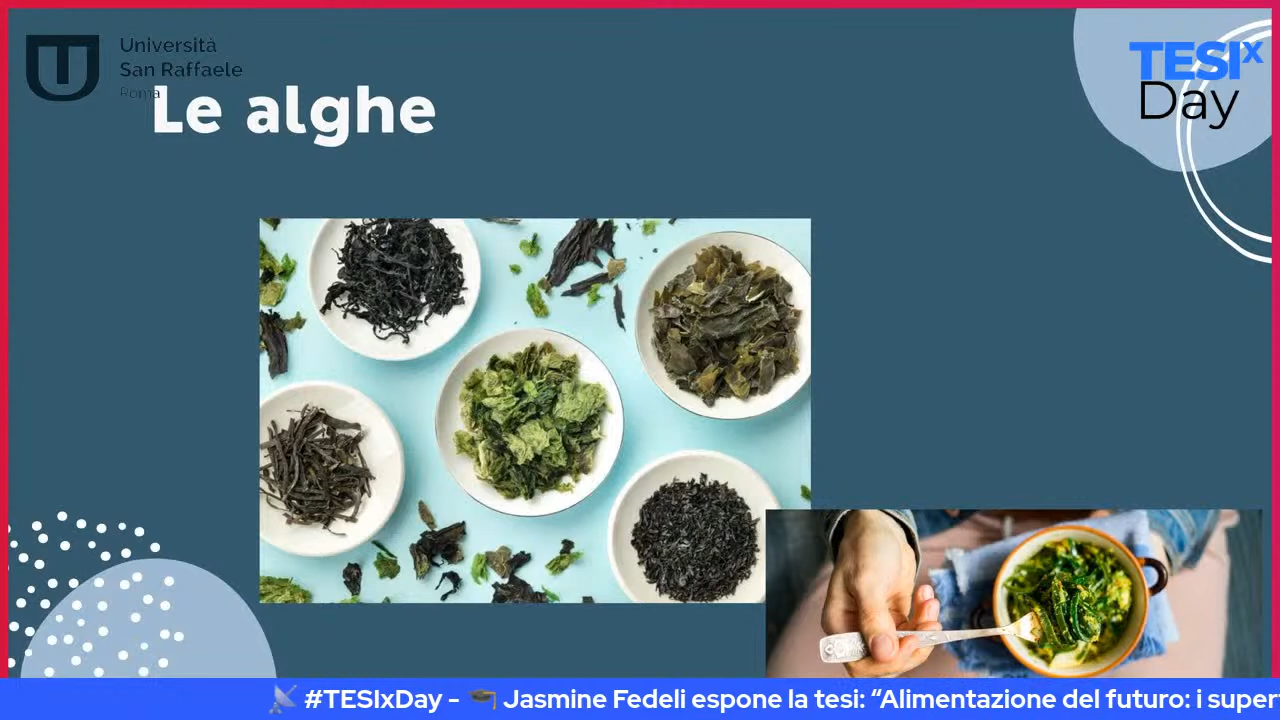 Università
San Raffaele
Roma
Le alghe
TESIx
Day
#TESIxDay - Jasmine Fedeli espone la tesi: “Alimentazione del futuro: i super